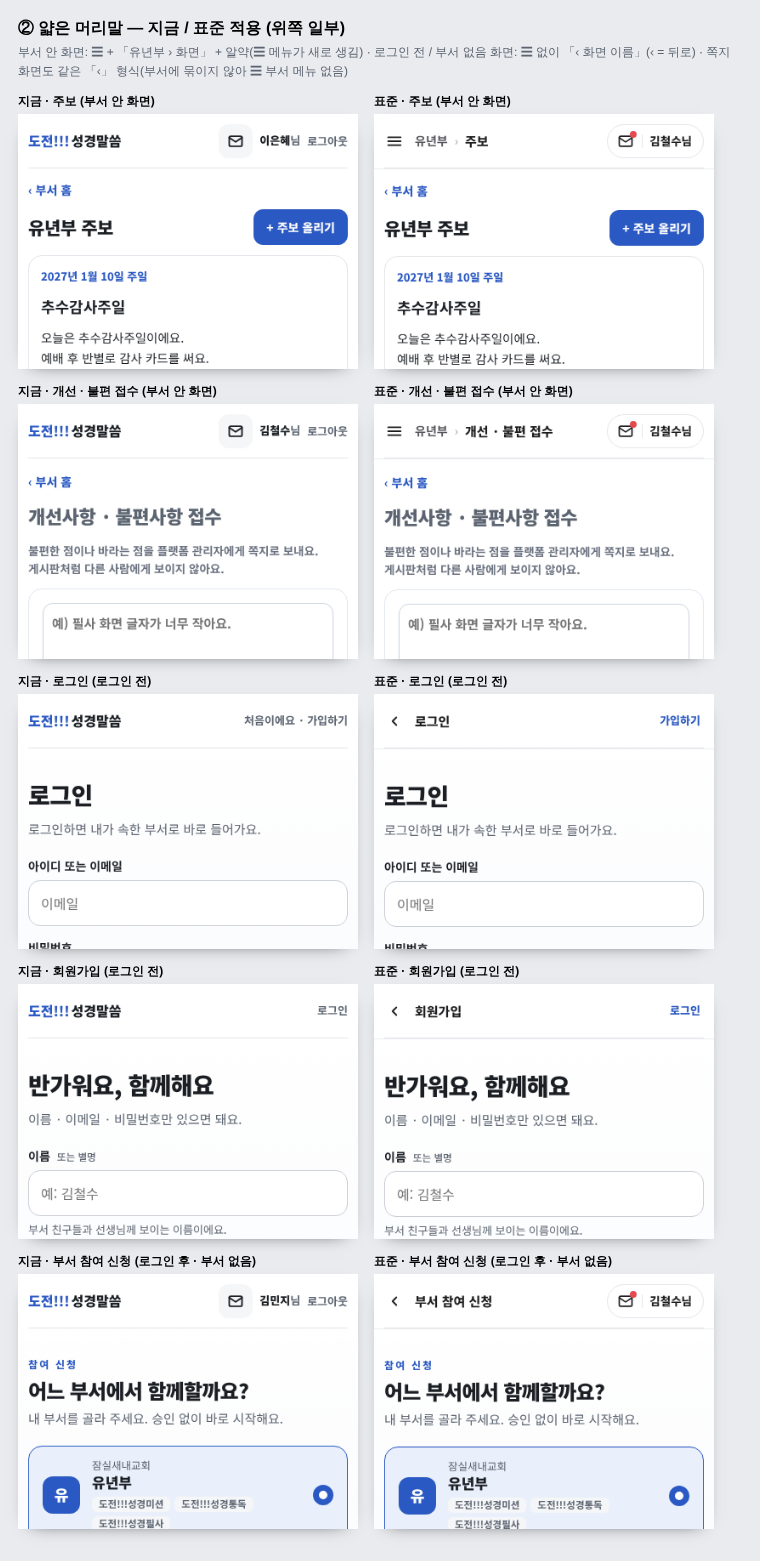 ② 얇은 머리말 — 지금 / 표준 적용 (위쪽 일부)
부서 안 화면: ☰ + 「유년부 › 화면」 + 알약(☰ 메뉴가 새로 생김) · 로그인 전 / 부서 없음 화면: ☰ 없이 「‹ 화면 이름」(‹ = 뒤로) · 쪽지
화면도 같은 「‹」 형식(부서에 묶이지 않아 ☰ 부서 메뉴 없음)
지금 · 주보 (부서 안 화면)
도전!!! 성경말씀
이은혜님 로그아웃
‹ 부서 홈
유년부 주보
+ 주보 올리기
2027년 1월 10일 주일
추수감사주일
오늘은 추수감사주일이에요.
예배 후 반별로 감사 카드를 써요.
표준 · 주보 (부서 안 화면)
유년부 › 주보
김철수님
‹ 부서 홈
유년부 주보
+ 주보 올리기
2027년 1월 10일 주일
추수감사주일
오늘은 추수감사주일이에요.
예배 후 반별로 감사 카드를 써요.
지금 · 개선 · 불편 접수 (부서 안 화면)
도전!!! 성경말씀
김철수님 로그아웃
‹ 부서 홈
개선사항 · 불편사항 접수
불편한 점이나 바라는 점을 플랫폼 관리자에게 쪽지로 보내요.
게시판처럼 다른 사람에게 보이지 않아요.
예) 필사 화면 글자가 너무 작아요.
표준 · 개선 · 불편 접수 (부서 안 화면)
유년부 › 개선 · 불편 접수
김철수님
‹ 부서 홈
개선사항 · 불편사항 접수
불편한 점이나 바라는 점을 플랫폼 관리자에게 쪽지로 보내요.
게시판처럼 다른 사람에게 보이지 않아요.
예) 필사 화면 글자가 너무 작아요.
지금 · 로그인 (로그인 전)
도전!!! 성경말씀
처음이에요 · 가입하기
로그인
로그인하면 내가 속한 부서로 바로 들어가요.
아이디 또는 이메일
이메일
비밀번호
표준 · 로그인 (로그인 전)
‹ 로그인
가입하기
로그인
로그인하면 내가 속한 부서로 바로 들어가요.
아이디 또는 이메일
이메일
비밀번호
지금 · 회원가입 (로그인 전)
도전!!! 성경말씀
로그인
반가워요, 함께해요
이름 · 이메일 · 비밀번호만 있으면 돼요.
이름 또는 별명
예: 김철수
부서 친구들과 선생님께 보이는 이름이에요.
표준 · 회원가입 (로그인 전)
‹ 회원가입
로그인
반가워요, 함께해요
이름 · 이메일 · 비밀번호만 있으면 돼요.
이름 또는 별명
예: 김철수
부서 친구들과 선생님께 보이는 이름이에요.
지금 · 부서 참여 신청 (로그인 후 · 부서 없음)
도전!!! 성경말씀
김민지님 로그아웃
참여 신청
어느 부서에서 함께할까요?
내 부서를 골라 주세요. 승인 없이 바로 시작해요.
잠실새내교회
유
유년부
도전!!!성경미션 도전!!!성경통독
도전!!!성경필사
표준 · 부서 참여 신청 (로그인 후 · 부서 없음)
‹ 부서 참여 신청
김철수님
참여 신청
어느 부서에서 함께할까요?
내 부서를 골라 주세요. 승인 없이 바로 시작해요.
잠실새내교회
유
유년부
도전!!!성경미션 도전!!!성경통독
도전!!!성경필사